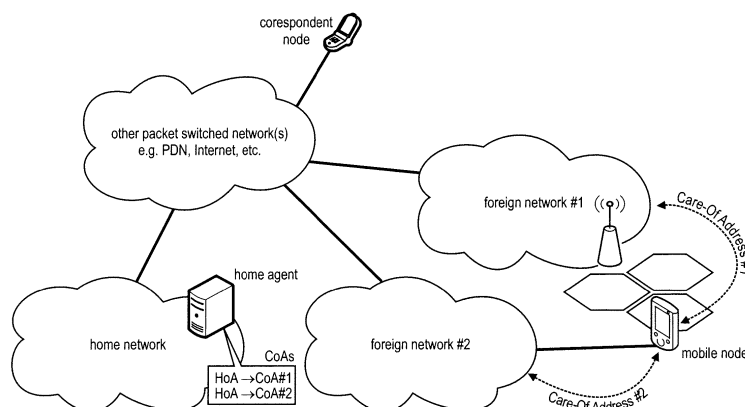 corespondent
node
other packet switched network(s)
e.g. PDN, Internet, etc.
foreign network #1
Care-Of Address #1
home agent
home network
foreign network #2
mobile node
CoAs
HoA →CoA#1
HoA →CoA#2
Care-Of Address #2